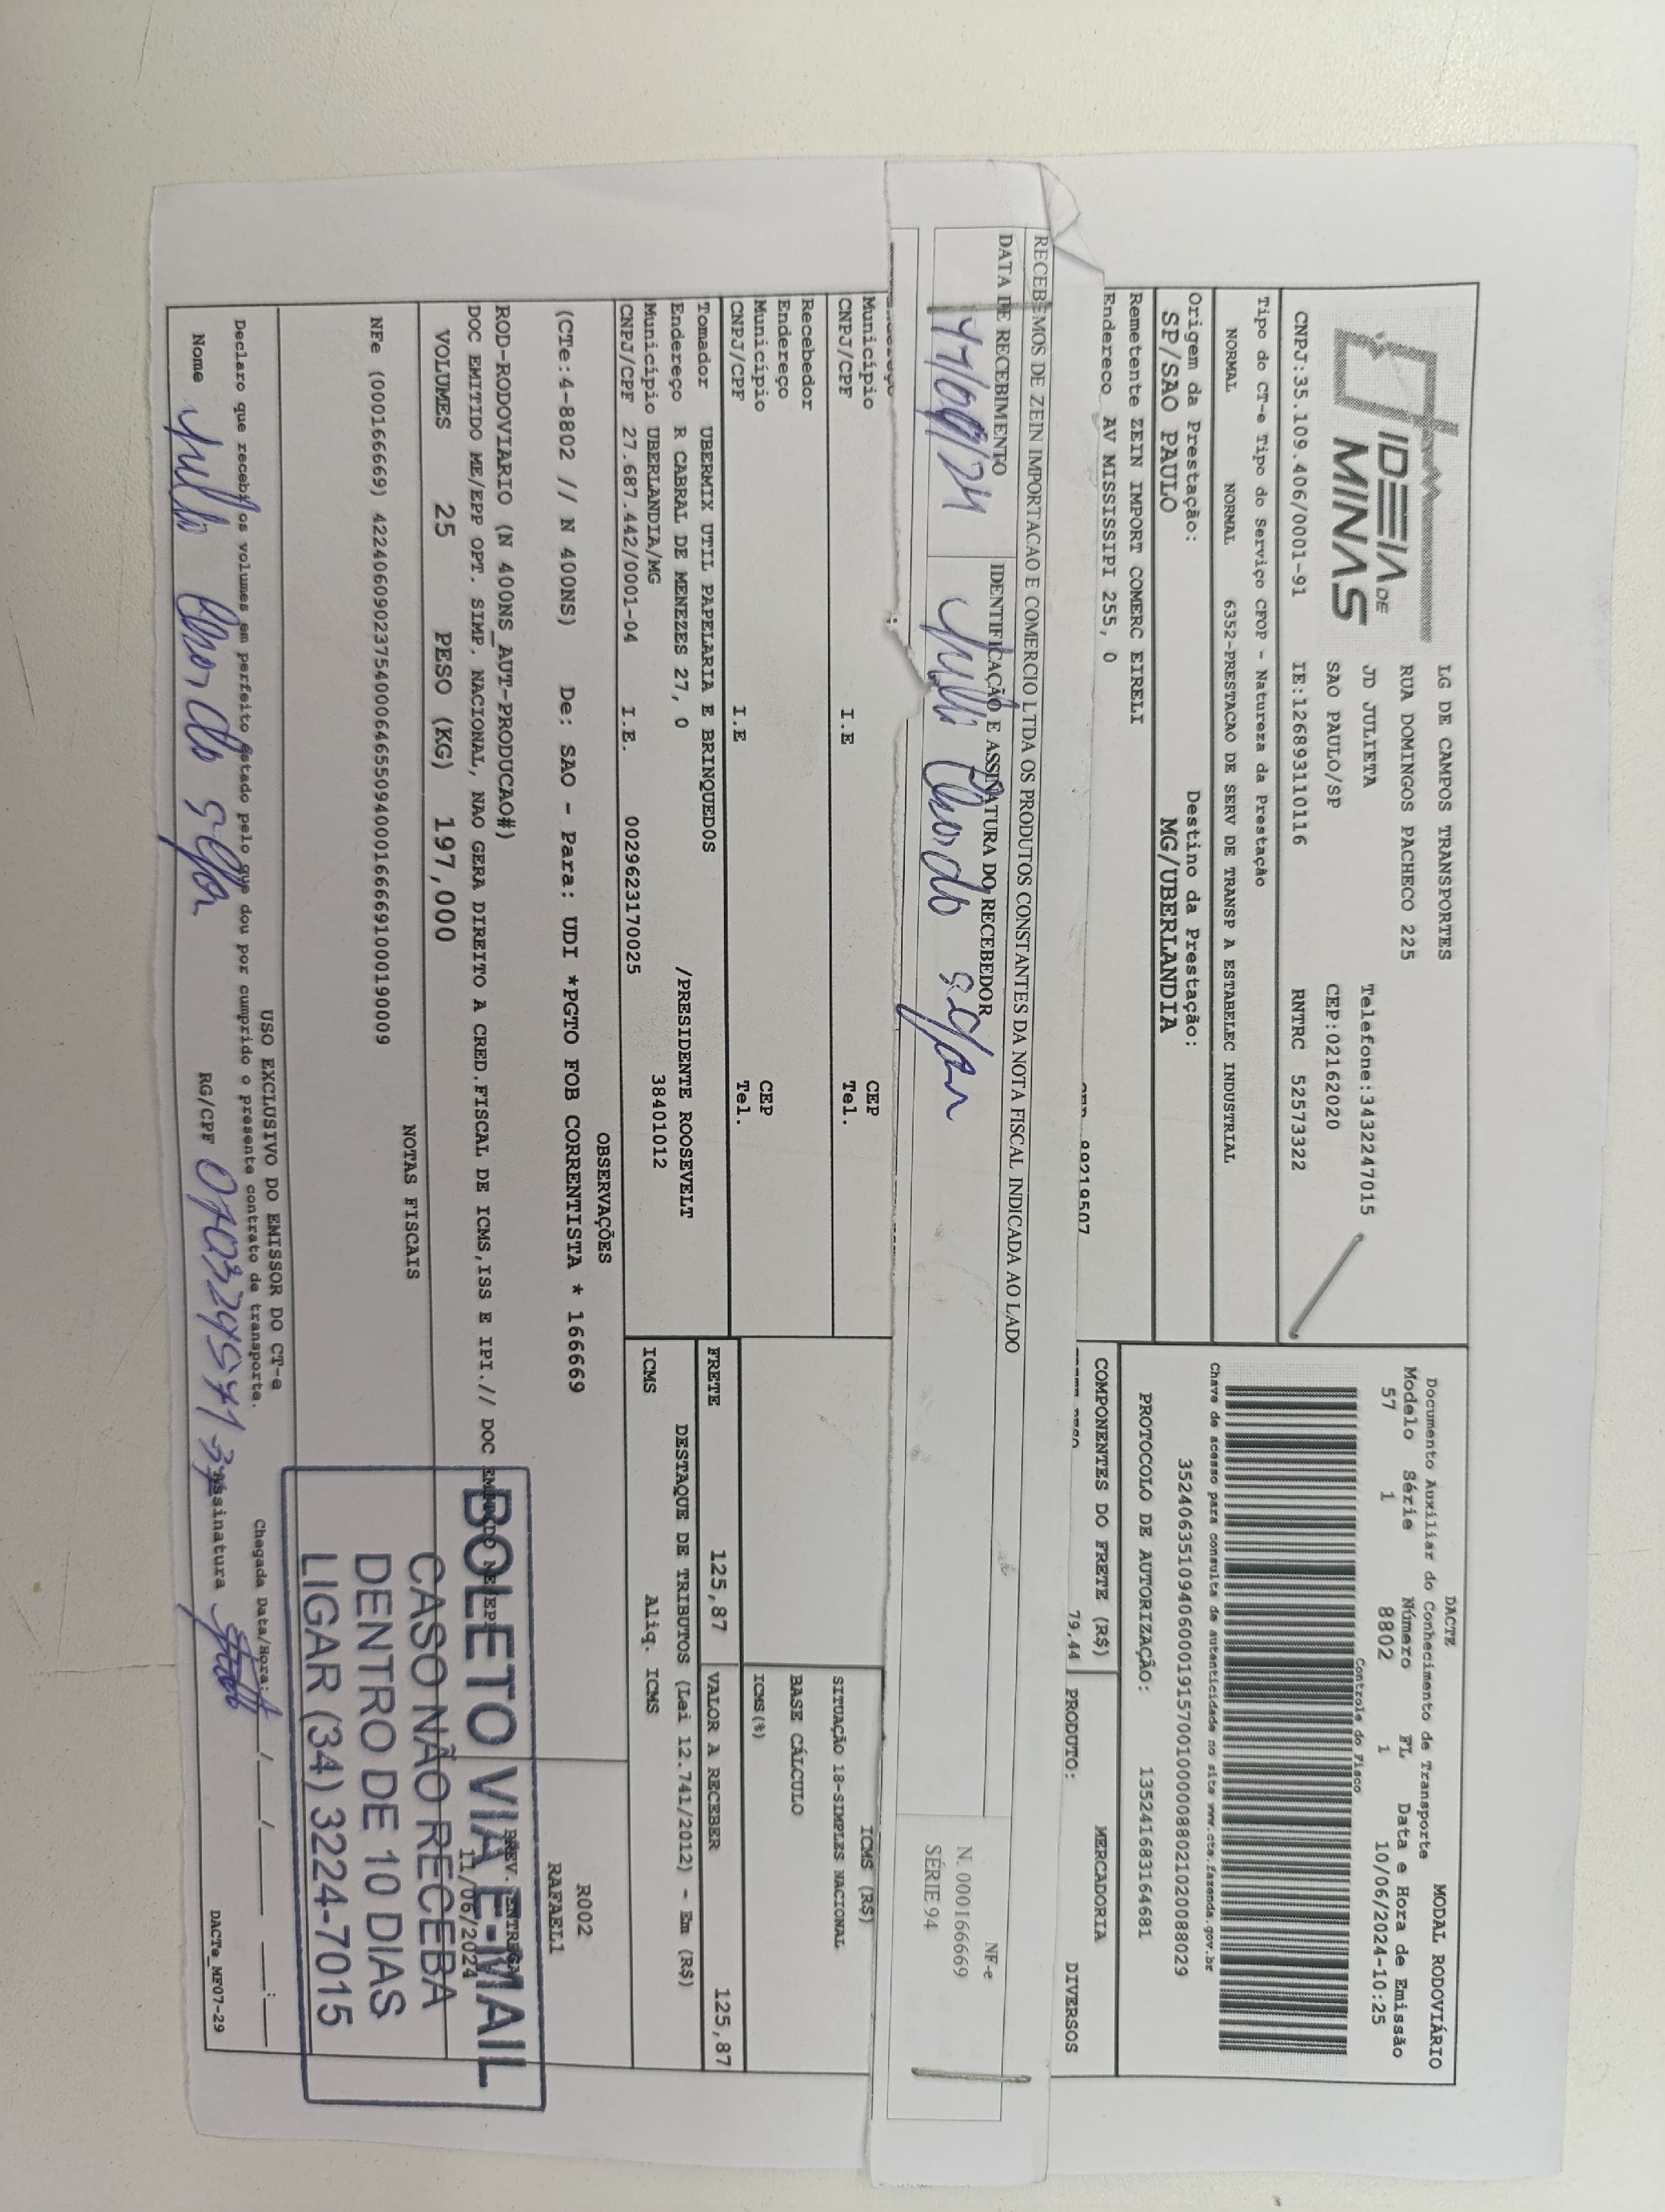 IDEIA DE
MINAS
LG DE CAMPOS TRANSPORTES
RUA DOMINGOS PACHECO 225
JD JULIETA
Telefone:3432247015
SAO PAULO/SP
CEP:02162020
CNPJ:35.109.406/0001-91
IE:126893110116
RNTRC 52573322
DACTE
MODAL RODOVIÁRIO
Documento Auxiliar do Conhecimento de Transporte
Modelo Série Número FL Data e Hora de Emissão
57 1 8802 1 10/06/2024-10:25
Controle do Fisco
Tipo do CT-e Tipo do Serviço CFOP - Natureza da Prestação
NORMAL NORMAL 6352-PRESTACAO DE SERV DE TRANSP A ESTABELEC INDUSTRIAL
Chave de acesso para consulta de autenticidade no site www.cte.fazenda.gov.br
35240635109406000191570010000088021020088029
Origem da Prestação: Destino da Prestação:
SP/SAO PAULO MG/UBERLANDIA
PROTOCOLO DE AUTORIZAÇÃO: 135241683164681
Remetente ZEIN IMPORT COMERC EIRELI
Endereco AV MISSISSIPI 255, 0
89219507
COMPONENTES DO FRETE (R$)
79,44
MERCADORIA
PRODUTO: DIVERSOS
RECEBEMOS DE ZEIN IMPORTACAO E COMERCIO LTDA OS PRODUTOS CONSTANTES DA NOTA FISCAL INDICADA AO LADO
DATA DE RECEBIMENTO
IDENTIFICAÇÃO E ASSINATURA DO RECEBEDOR
NF-e
N. 000166669
SÉRIE 94
Município CEP
CNPJ/CPF I.E Tel.
Recebedor
Endereço
Município CEP
CNPJ/CPF I.E Tel.
ICMS (R$)
SITUAÇÃO 18-SIMPLES NACIONAL
BASE CÁLCULO
ICMS(%)
Tomador UBERMIX UTIL PAPELARIA E BRINQUEDOS
Endereço R CABRAL DE MENEZES 27, 0 /PRESIDENTE ROOSEVELT
Município UBERLANDIA/MG 38401012
CNPJ/CPF 27.687.442/0001-04 I.E. 0029623170025
FRETE 125,87 VALOR A RECEBER 125,87
DESTAQUE DE TRIBUTOS (Lei 12.741/2012) - Em (R$)
ICMS Aliq. ICMS
OBSERVAÇÕES
(CTe:4-8802 // N 400NS) De: SAO - Para: UDI *PGTO FOB CORRENTISTA * 166669
R002
RAFAEL1
ROD-RODOVIARIO (N 400NS_AUT-PRODUCAO#)
DOC EMITIDO ME/EPP OPT. SIMP. NACIONAL, NAO GERA DIREITO A CRED.FISCAL DE ICMS,ISS E IPI.// DOC EMITIDO ME/EPP
PREV. ENTREGA
11/06/2024
VOLUMES 25 PESO (KG) 197,000
NOTAS FISCAIS
NFe (000166669) 42240609023754000646550940001666691000190009
BOLETO VIA E-MAIL
CASO NÃO RECEBA
DENTRO DE 10 DIAS
LIGAR (34) 3224-7015
USO EXCLUSIVO DO EMISSOR DO CT-e
Declaro que recebi os volumes em perfeito estado pelo que dou por cumprido o presente contrato de transporte.
Chegada Data/Hora: __/__/____ __:__
Nome
RG/CPF
Assinatura
DACTe_MF07-29